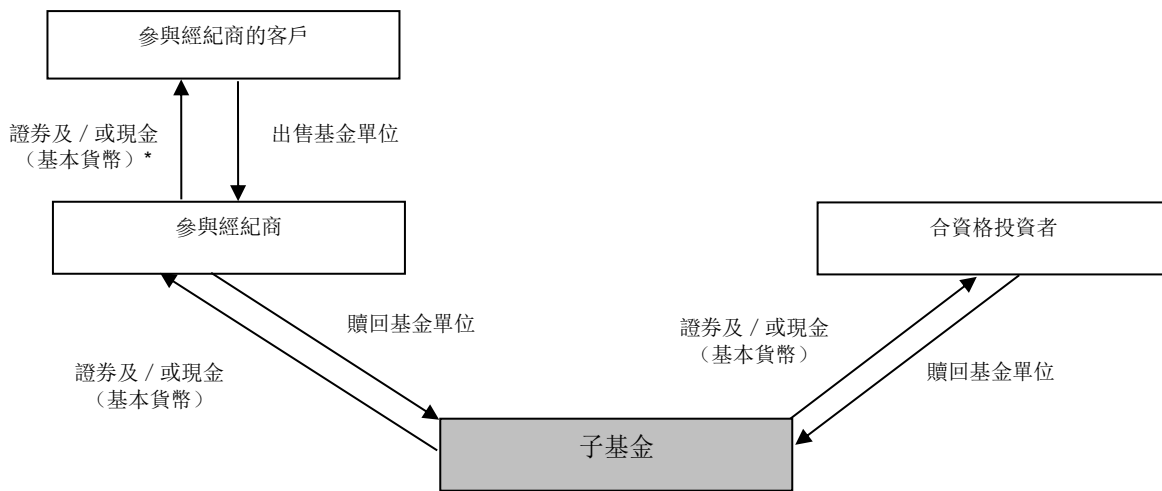 參與經紀商的客戶
證券及 / 或現金
（基本貨幣）*
出售基金單位
參與經紀商
合資格投資者
贖回基金單位
證券及 / 或現金
（基本貨幣）
證券及 / 或現金
（基本貨幣）
贖回基金單位
子基金